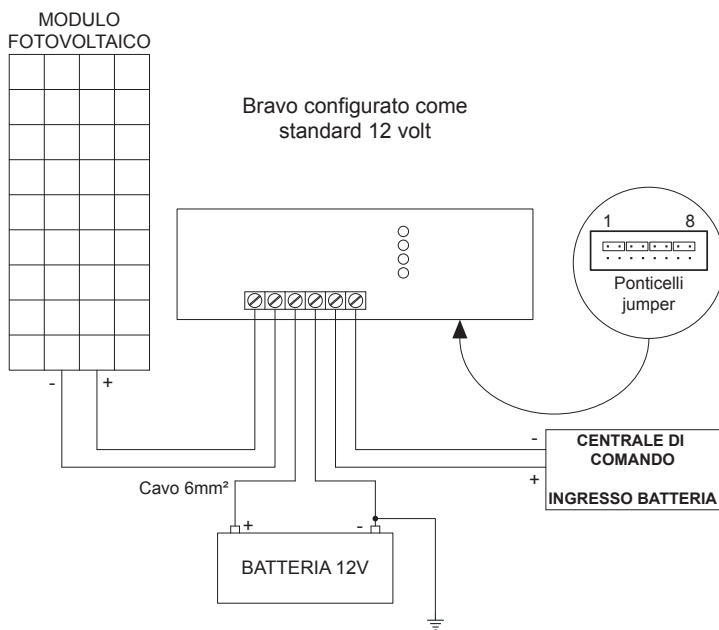 MODULO
FOTOVOLTAICO
Bravo configurato come
standard 12 volt
1 8
Ponticelli
jumper
- +
-
+
CENTRALE DI
COMANDO
INGRESSO BATTERIA
Cavo 6mm²
+ -
BATTERIA 12V